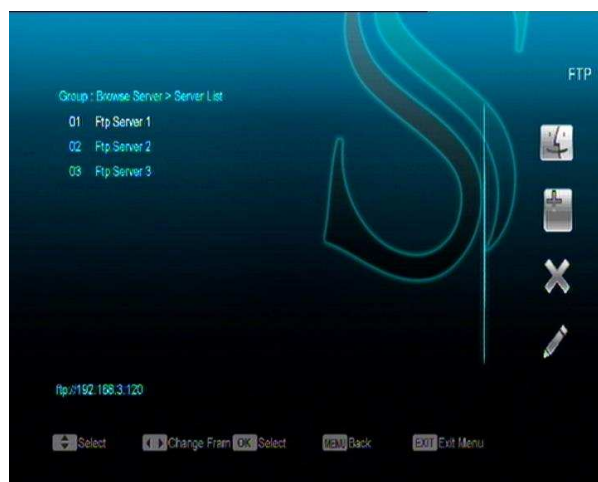 FTP
Group : Browse Server > Server List
01 Ftp Server 1
02 Ftp Server 2
03 Ftp Server 3
ftp://192.168.3.120
Select Change Fram OK Select MENU Back EXIT Exit Menu